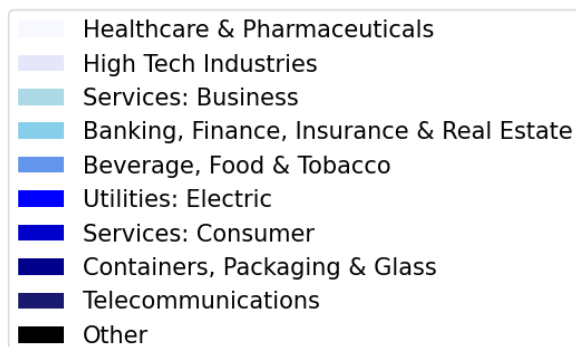 Healthcare & Pharmaceuticals
High Tech Industries
Services: Business
Banking, Finance, Insurance & Real Estate
Beverage, Food & Tobacco
Utilities: Electric
Services: Consumer
Containers, Packaging & Glass
Telecommunications
Other